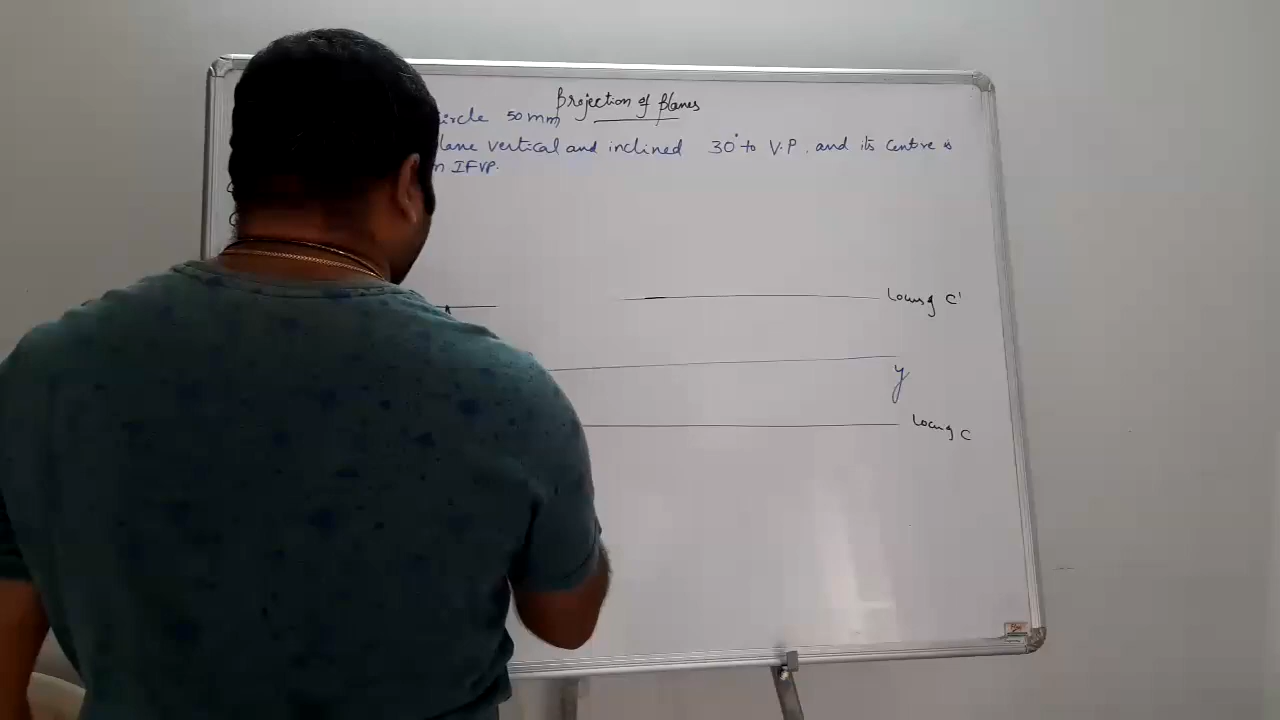 Projection of planes
ircle 50 mm
lane vertical and inclined 30° to V.P. and its centre is
n IFVP.
Locus of C'
y
Locus of C